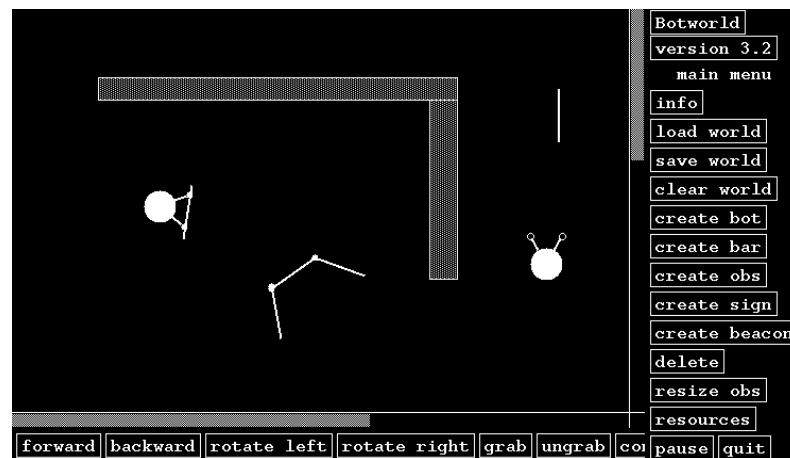 Botworld
version 3.2
main menu
info
load world
save world
clear world
create bot
create bar
create obs
create sign
create beacon
delete
resize obs
resources
pause quit
forward backward rotate left rotate right grab ungrab